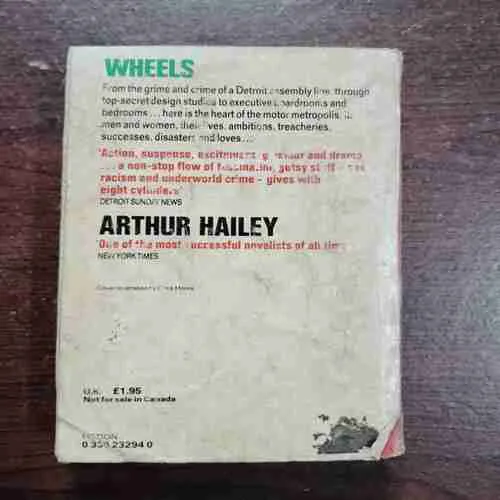 WHEELS
From the grime and crime of a Detroit assembly line, through
top-secret design studios to executive boardrooms and
bedrooms ... here is the heart of the motor metropolis, its
men and women, their lives, ambitions, treacheries,
successes, disasters and loves ...
'Action, suspense, excitement, glamour and drama
... a non-stop flow of fascinating, gutsy stuff - sex
racism and underworld crime - gives with
eight cylinders'
DETROIT SUNDAY NEWS
ARTHUR HAILEY
'One of the most successful novelists of all time'
NEW YORK TIMES
U.K. £1.95
Not for sale in Canada
FICTION
0 330 23294 0